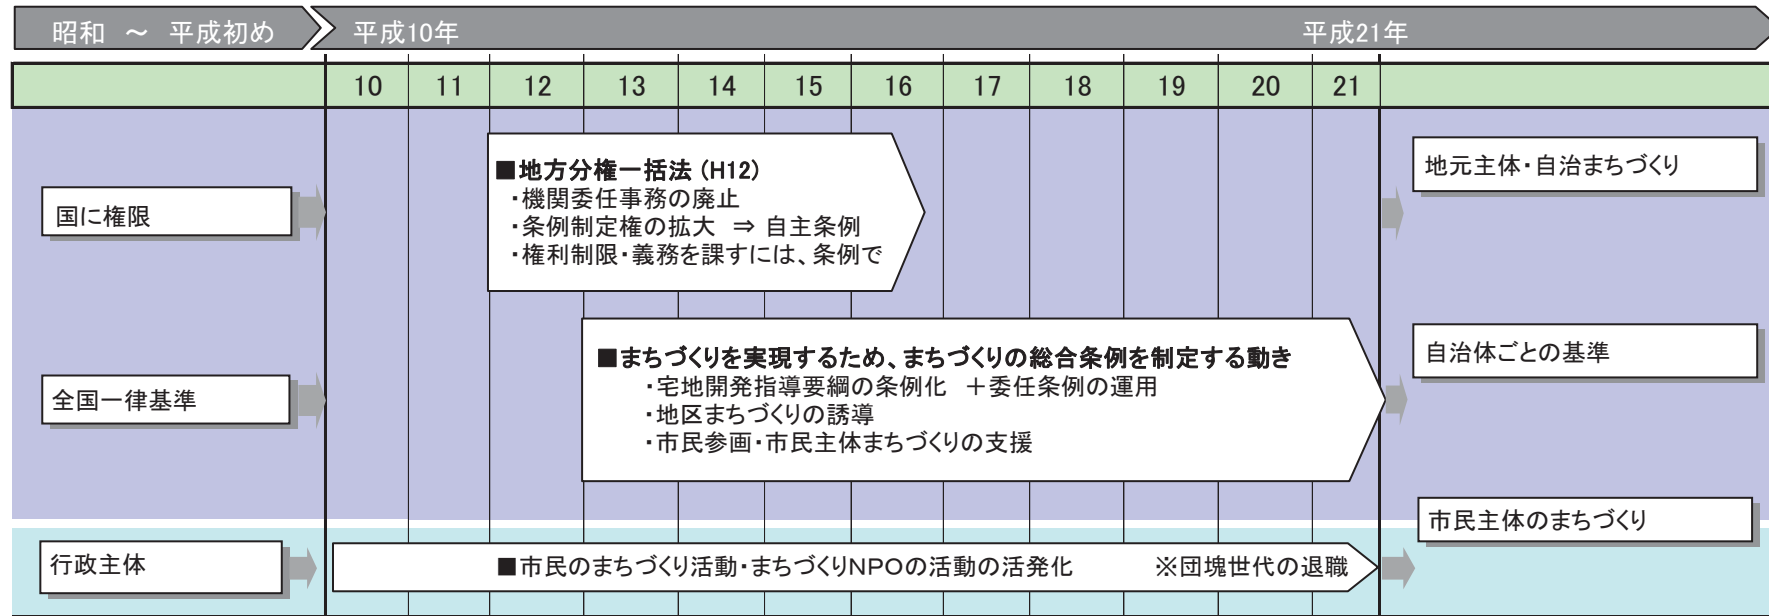 昭和 ～ 平成初め
平成10年
平成21年
10 11 12 13 14 15 16 17 18 19 20 21
国に権限
■地方分権一括法（H12）
・機関委任事務の廃止
・条例制定権の拡大 ⇒ 自主条例
・権利制限・義務を課すには、条例で
地元主体・自治まちづくり
全国一律基準
■まちづくりを実現するため、まちづくりの総合条例を制定する動き
・宅地開発指導要綱の条例化 ＋委任条例の運用
・地区まちづくりの誘導
・市民参画・市民主体まちづくりの支援
自治体ごとの基準
行政主体
■市民のまちづくり活動・まちづくりNPOの活動の活発化 ※団塊世代の退職
市民主体のまちづくり